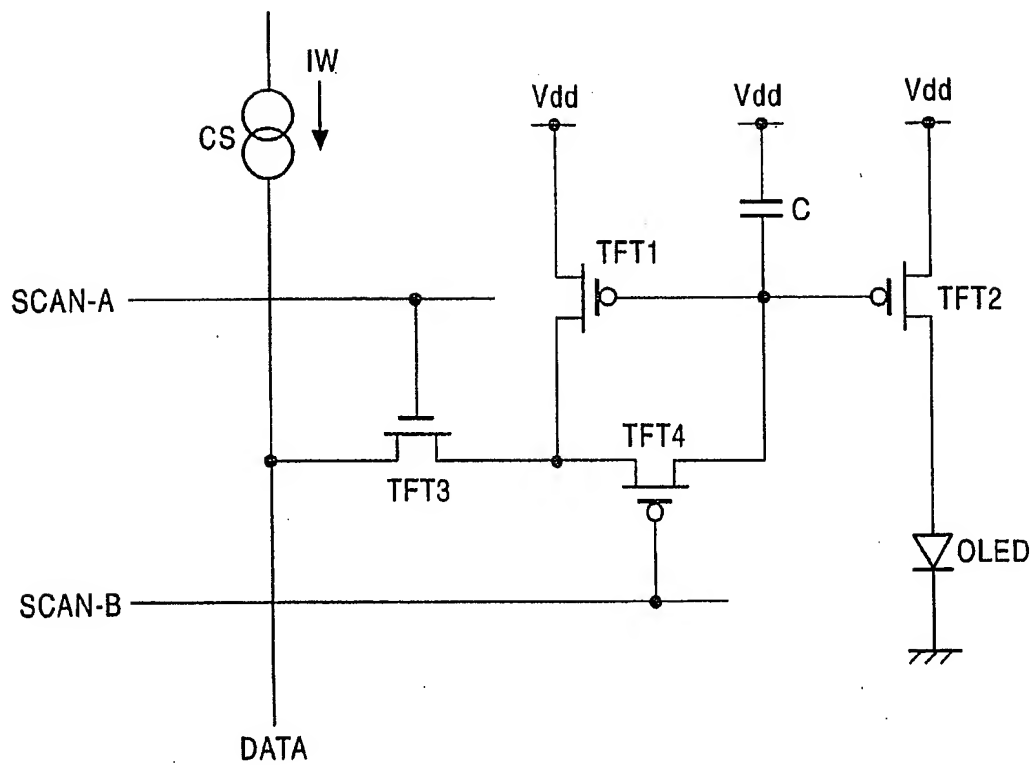 IW
CS
Vdd
Vdd
Vdd
C
TFT1
TFT2
SCAN-A
TFT4
TFT3
OLED
SCAN-B
DATA